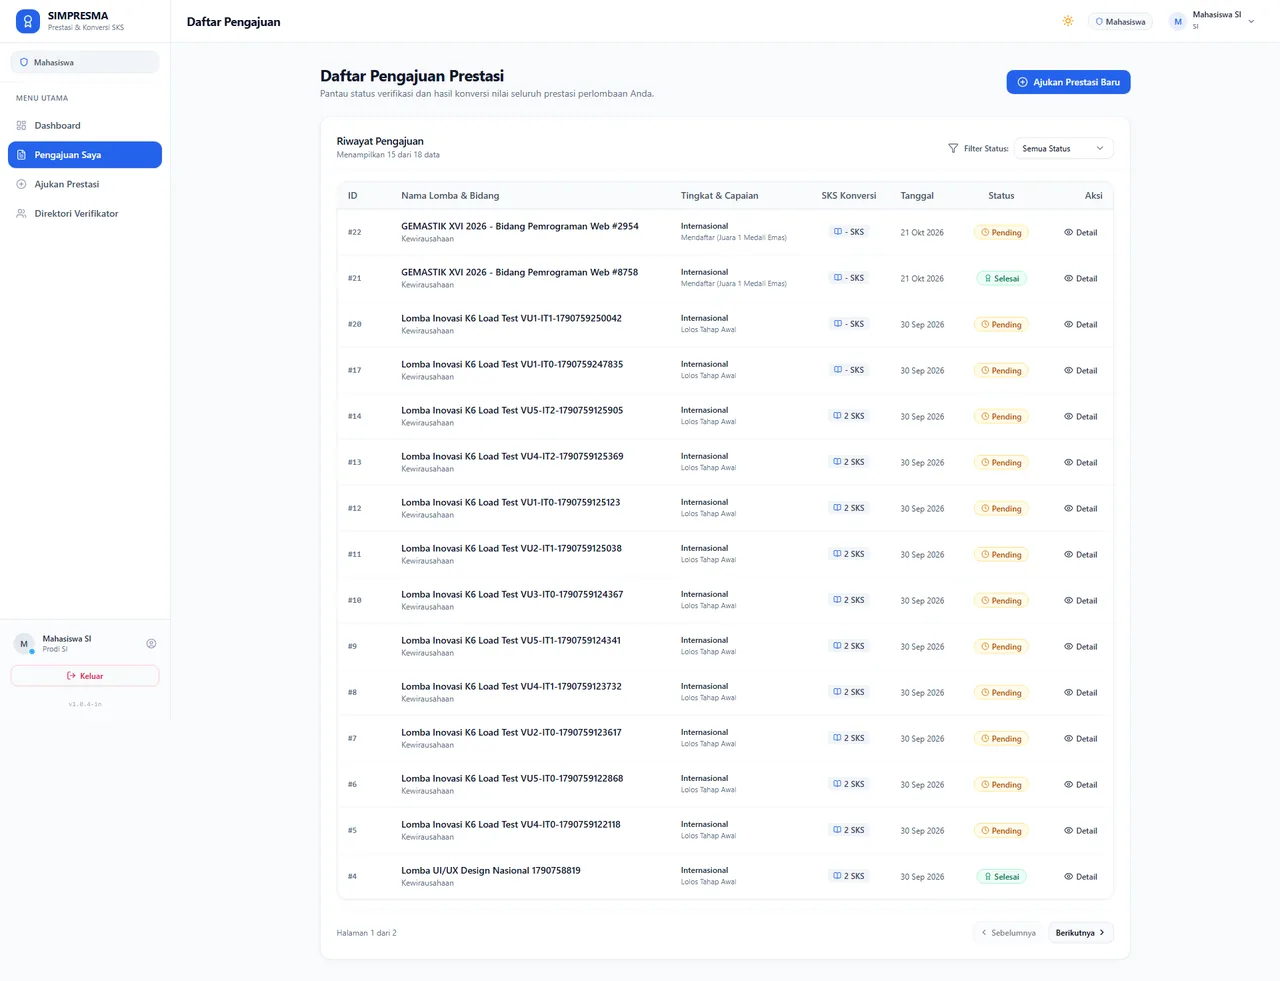 SIMPRESMA
Prestasi & Konversi SKS
Daftar Pengajuan
Mahasiswa
M
Mahasiswa SI
SI
Mahasiswa
MENU UTAMA
Dashboard
Pengajuan Saya
Ajukan Prestasi
Direktori Verifikator
M
Mahasiswa SI
Prodi SI
Keluar
v1.0.4-in
Daftar Pengajuan Prestasi
Pantau status verifikasi dan hasil konversi nilai seluruh prestasi perlombaan Anda.
Ajukan Prestasi Baru
Riwayat Pengajuan
Menampilkan 15 dari 18 data
Filter Status:
Semua Status
ID Nama Lomba & Bidang Tingkat & Capaian SKS Konversi Tanggal Status Aksi
#22 GEMASTIK XVI 2026 - Bidang Pemrograman Web #2954 Internasional - SKS 21 Okt 2026 Pending Detail
Kewirausahaan Mendaftar (Juara 1 Medali Emas)
#21 GEMASTIK XVI 2026 - Bidang Pemrograman Web #8758 Internasional - SKS 21 Okt 2026 Selesai Detail
Kewirausahaan Mendaftar (Juara 1 Medali Emas)
#20 Lomba Inovasi K6 Load Test VU1-IT1-1790759250042 Internasional - SKS 30 Sep 2026 Pending Detail
Kewirausahaan Lolos Tahap Awal
#17 Lomba Inovasi K6 Load Test VU1-IT0-1790759247835 Internasional - SKS 30 Sep 2026 Pending Detail
Kewirausahaan Lolos Tahap Awal
#14 Lomba Inovasi K6 Load Test VU5-IT2-1790759125905 Internasional 2 SKS 30 Sep 2026 Pending Detail
Kewirausahaan Lolos Tahap Awal
#13 Lomba Inovasi K6 Load Test VU4-IT2-1790759125369 Internasional 2 SKS 30 Sep 2026 Pending Detail
Kewirausahaan Lolos Tahap Awal
#12 Lomba Inovasi K6 Load Test VU1-IT0-1790759125123 Internasional 2 SKS 30 Sep 2026 Pending Detail
Kewirausahaan Lolos Tahap Awal
#11 Lomba Inovasi K6 Load Test VU2-IT1-1790759125038 Internasional 2 SKS 30 Sep 2026 Pending Detail
Kewirausahaan Lolos Tahap Awal
#10 Lomba Inovasi K6 Load Test VU3-IT0-1790759124367 Internasional 2 SKS 30 Sep 2026 Pending Detail
Kewirausahaan Lolos Tahap Awal
#9 Lomba Inovasi K6 Load Test VU5-IT1-1790759124341 Internasional 2 SKS 30 Sep 2026 Pending Detail
Kewirausahaan Lolos Tahap Awal
#8 Lomba Inovasi K6 Load Test VU4-IT1-1790759123732 Internasional 2 SKS 30 Sep 2026 Pending Detail
Kewirausahaan Lolos Tahap Awal
#7 Lomba Inovasi K6 Load Test VU2-IT0-1790759123617 Internasional 2 SKS 30 Sep 2026 Pending Detail
Kewirausahaan Lolos Tahap Awal
#6 Lomba Inovasi K6 Load Test VU5-IT0-1790759122868 Internasional 2 SKS 30 Sep 2026 Pending Detail
Kewirausahaan Lolos Tahap Awal
#5 Lomba Inovasi K6 Load Test VU4-IT0-1790759122118 Internasional 2 SKS 30 Sep 2026 Pending Detail
Kewirausahaan Lolos Tahap Awal
#4 Lomba UI/UX Design Nasional 1790758819 Internasional 2 SKS 30 Sep 2026 Selesai Detail
Kewirausahaan Lolos Tahap Awal
Halaman 1 dari 2
Sebelumnya
Berikutnya